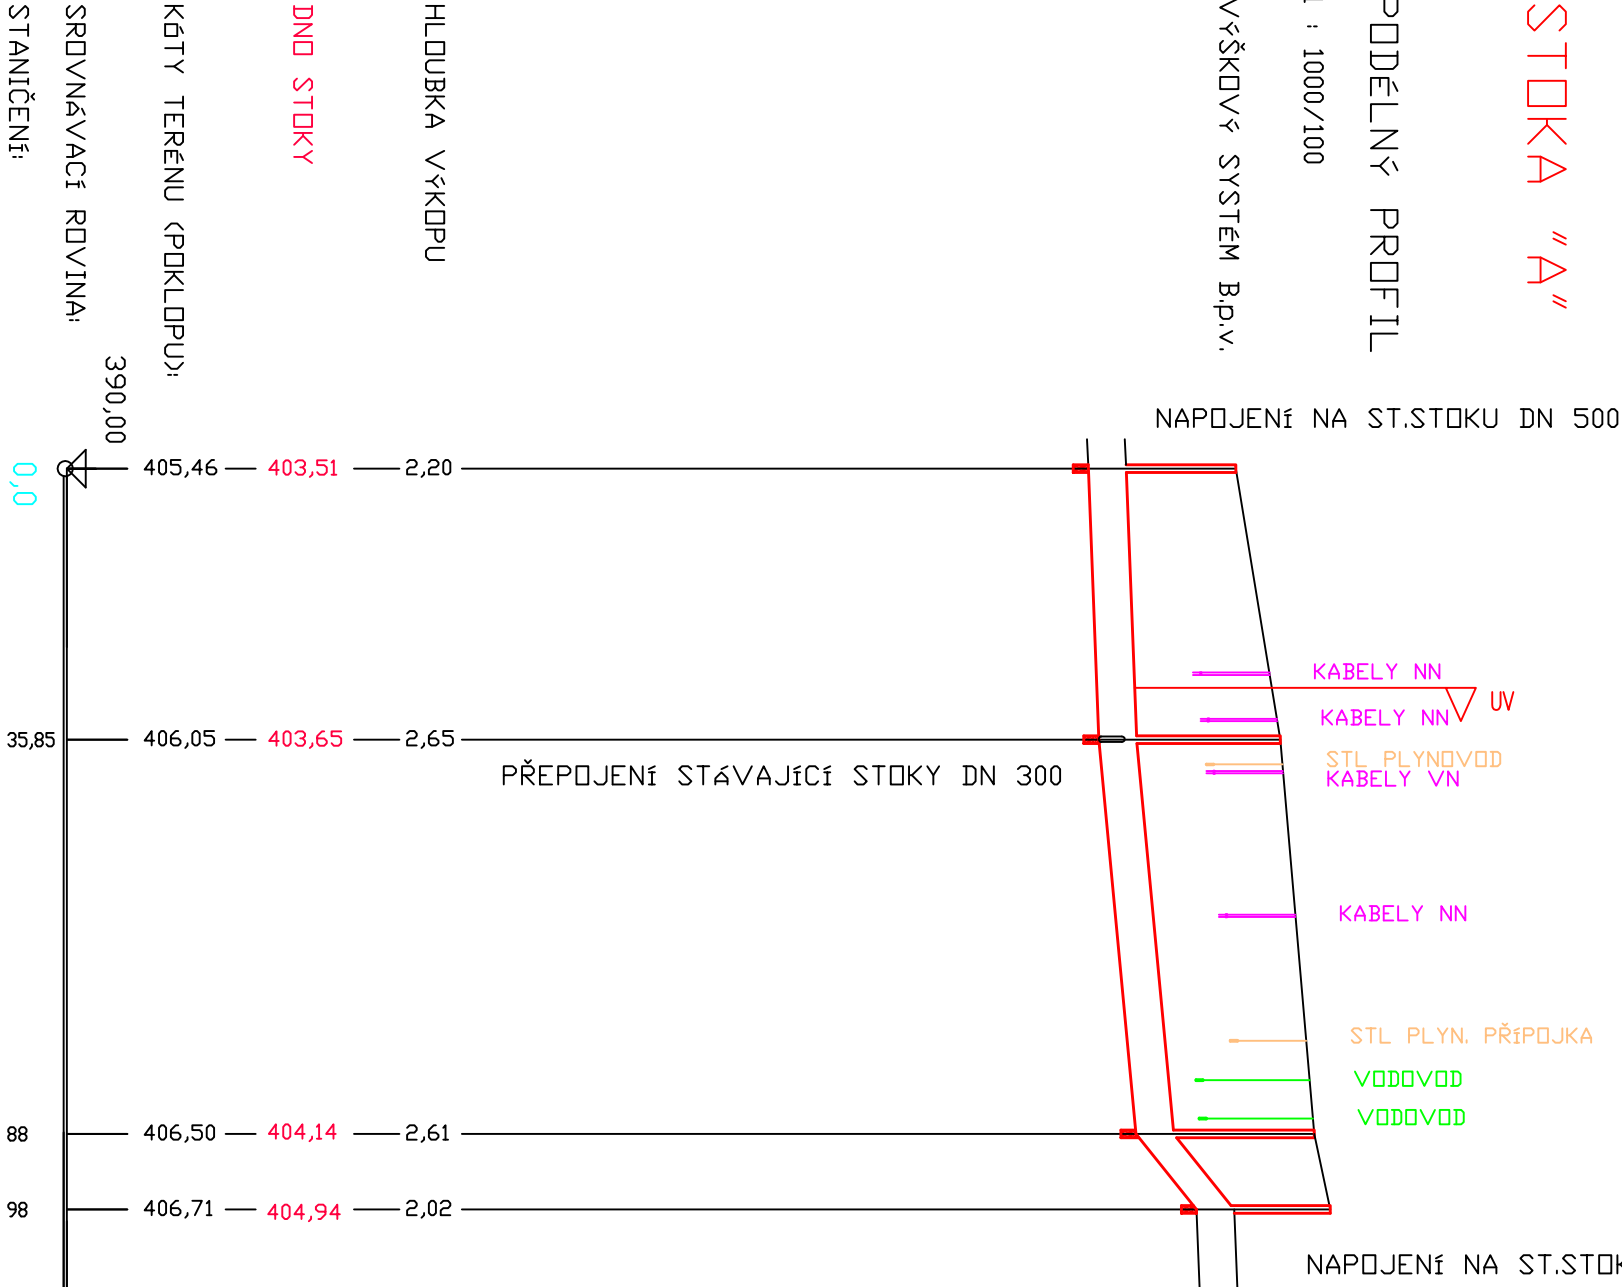 STOKA "A"
PODÉLNÝ PROFIL
: 1000/100
VÝŠKOVÝ SYSTÉM B.p.v.
HLOUBKA VÝKOPU
DNO STOKY
KÓTY TERÉNU (POKLOPU):
SROVNÁVACÍ ROVINA:
STANIČENÍ:
390,00
NAPOJENÍ NA ST.STOKU DN 500
0,0 405,46 403,51 2,20
KABELY NN
UV
KABELY NN
35,85 406,05 403,65 2,65
STL PLYNOVOD
PŘEPOJENÍ STÁVAJÍCÍ STOKY DN 300
KABELY VN
KABELY NN
STL PLYN. PŘÍPOJKA
VODOVOD
VODOVOD
88 406,50 404,14 2,61
98 406,71 404,94 2,02
NAPOJENÍ NA